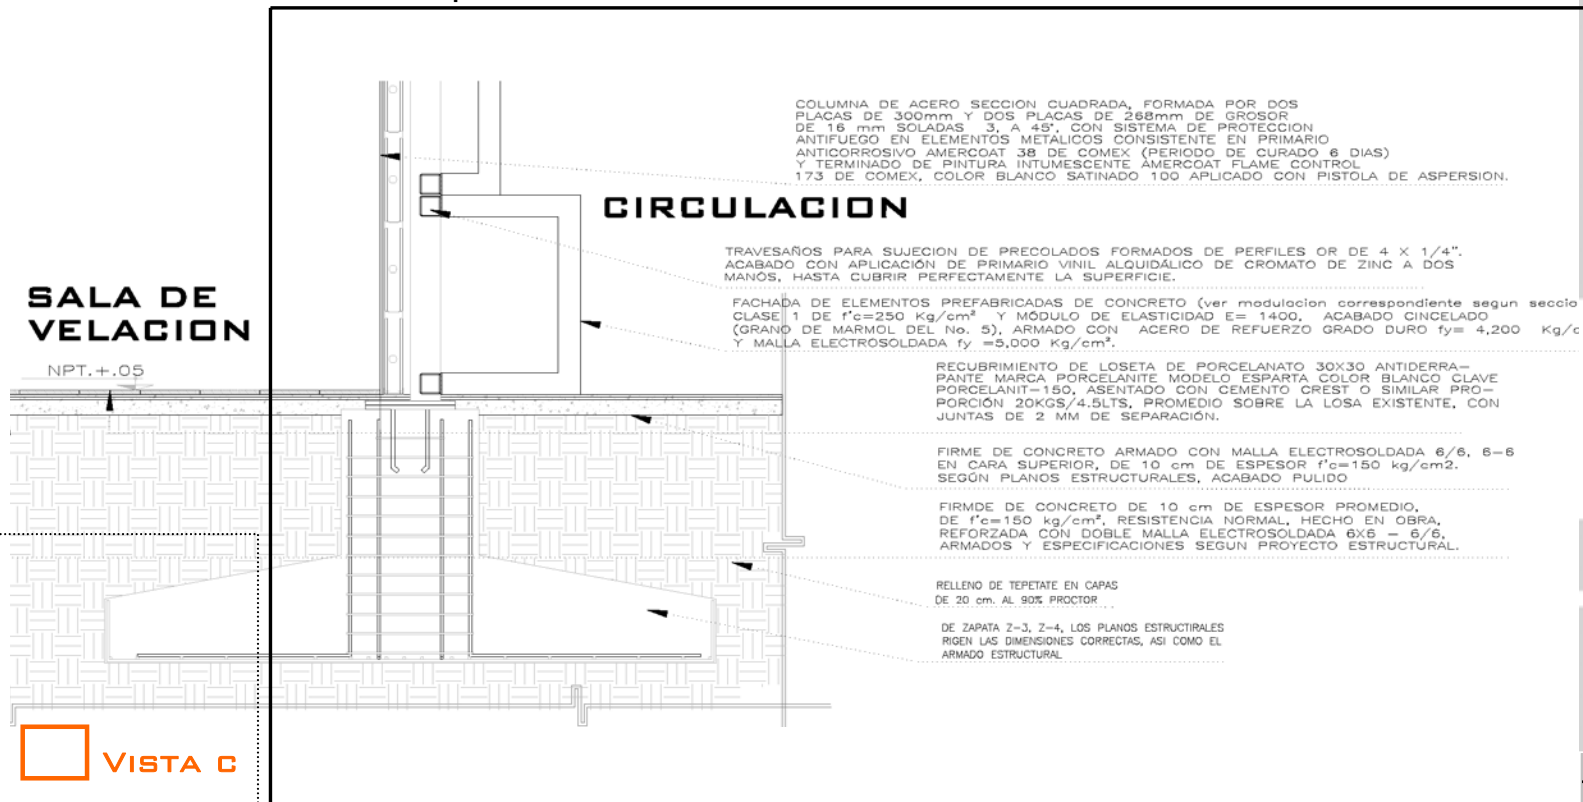 COLUMNA DE ACERO SECCION CUADRADA, FORMADA POR DOS
PLACAS DE 300mm Y DOS PLACAS DE 268mm DE GROSOR
DE 16 mm SOLADAS 3, A 45°, CON SISTEMA DE PROTECCION
ANTIFUEGO EN ELEMENTOS METALICOS CONSISTENTE EN PRIMARIO
ANTICORROSIVO AMERCOAT 38 DE COMEX (PERIODO DE CURADO 6 DIAS)
Y TERMINADO DE PINTURA INTUMESCENTE AMERCOAT FLAME CONTROL
173 DE COMEX, COLOR BLANCO SATINADO 100 APLICADO CON PISTOLA DE ASPERSION.
CIRCULACION
TRAVESAÑOS PARA SUJECION DE PRECOLADOS FORMADOS DE PERFILES OR DE 4 X 1/4".
ACABADO CON APLICACIÓN DE PRIMARIO VINIL ALQUIDÁLICO DE CROMATO DE ZINC A DOS
MANOS, HASTA CUBRIR PERFECTAMENTE LA SUPERFICIE.
SALA DE
VELACION
FACHADA DE ELEMENTOS PREFABRICADAS DE CONCRETO (ver modulacion correspondiente segun seccio
CLASE 1 DE f'c=250 Kg/cm² Y MÓDULO DE ELASTICIDAD E= 1400, ACABADO CINCELADO
(GRANO DE MARMOL DEL No. 5), ARMADO CON ACERO DE REFUERZO GRADO DURO fy= 4,200 Kg/c
Y MALLA ELECTROSOLDADA fy =5,000 Kg/cm².
NPT.+.05
RECUBRIMIENTO DE LOSETA DE PORCELANATO 30X30 ANTIDERRA-
PANTE MARCA PORCELANITE MODELO ESPARTA COLOR BLANCO CLAVE
PORCELANIT-150, ASENTADO CON CEMENTO CREST O SIMILAR PRO-
PORCIÓN 20KGS/4.5LTS, PROMEDIO SOBRE LA LOSA EXISTENTE, CON
JUNTAS DE 2 MM DE SEPARACIÓN.
FIRME DE CONCRETO ARMADO CON MALLA ELECTROSOLDADA 6/6, 6-6
EN CARA SUPERIOR, DE 10 cm DE ESPESOR f'c=150 kg/cm2.
SEGÚN PLANOS ESTRUCTURALES, ACABADO PULIDO
FIRMDE DE CONCRETO DE 10 cm DE ESPESOR PROMEDIO,
DE f'c=150 kg/cm², RESISTENCIA NORMAL, HECHO EN OBRA,
REFORZADA CON DOBLE MALLA ELECTROSOLDADA 6X6 - 6/6,
ARMADOS Y ESPECIFICACIONES SEGUN PROYECTO ESTRUCTURAL.
RELLENO DE TEPETATE EN CAPAS
DE 20 cm. AL 90% PROCTOR
DE ZAPATA Z-3, Z-4, LOS PLANOS ESTRUCTIRALES
RIGEN LAS DIMENSIONES CORRECTAS, ASI COMO EL
ARMADO ESTRUCTURAL
VISTA C